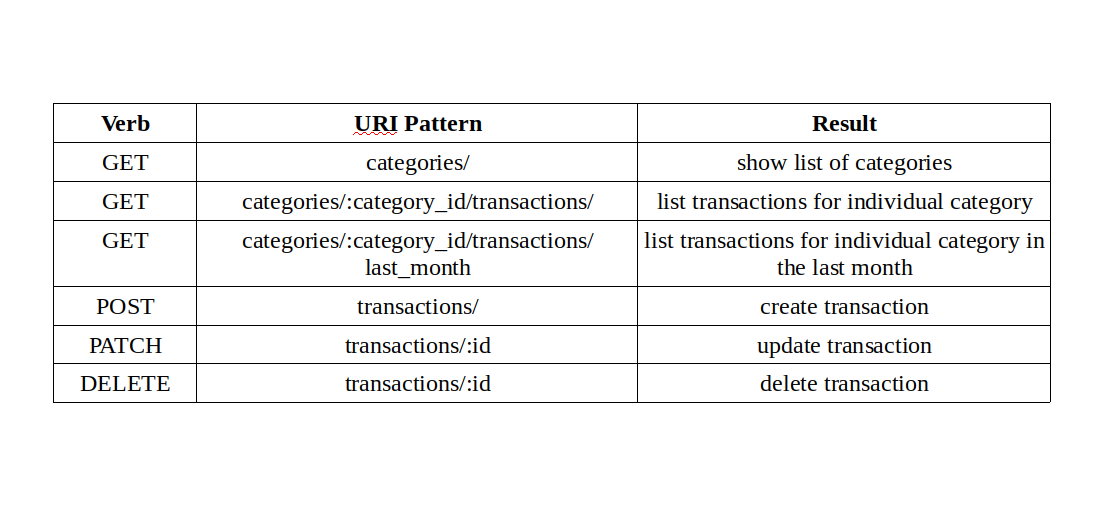 Verb URI Pattern Result
GET categories/ show list of categories
GET categories/:category_id/transactions/ list transactions for individual category
GET categories/:category_id/transactions/ list transactions for individual category in
last_month the last month
POST transactions/ create transaction
PATCH transactions/:id update transaction
DELETE transactions/:id delete transaction